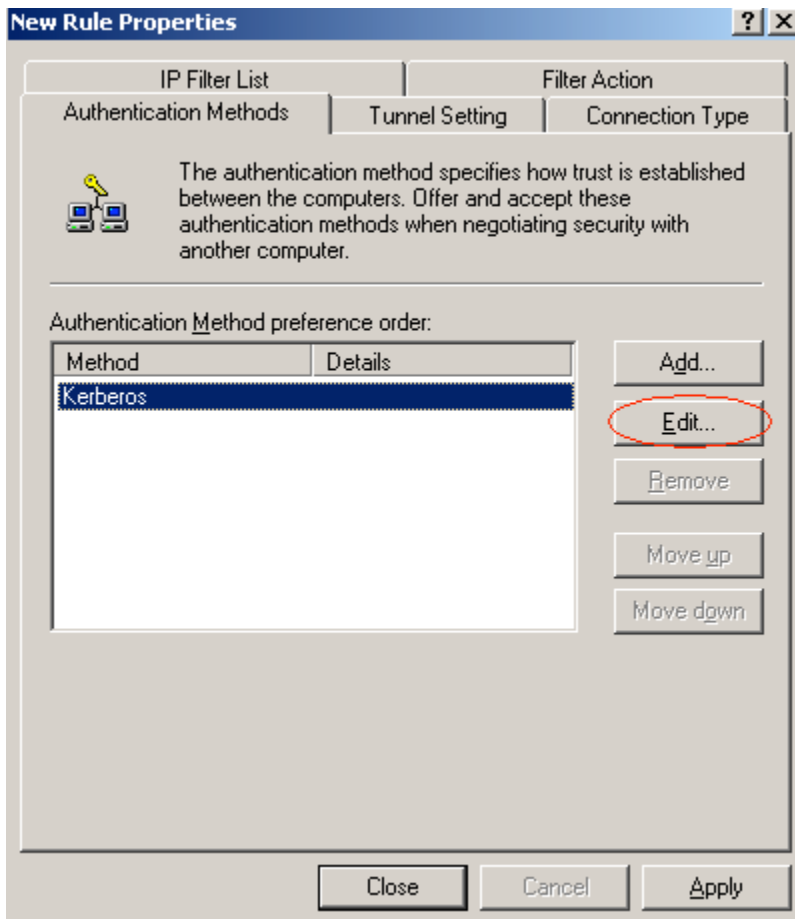 New Rule Properties
IP Filter List
Filter Action
Authentication Methods
Tunnel Setting
Connection Type
The authentication method specifies how trust is established
between the computers. Offer and accept these
authentication methods when negotiating security with
another computer.
Authentication Method preference order:
Method
Details
Add...
Kerberos
Edit...
Remove
Move up
Move down
Close
Cancel
Apply